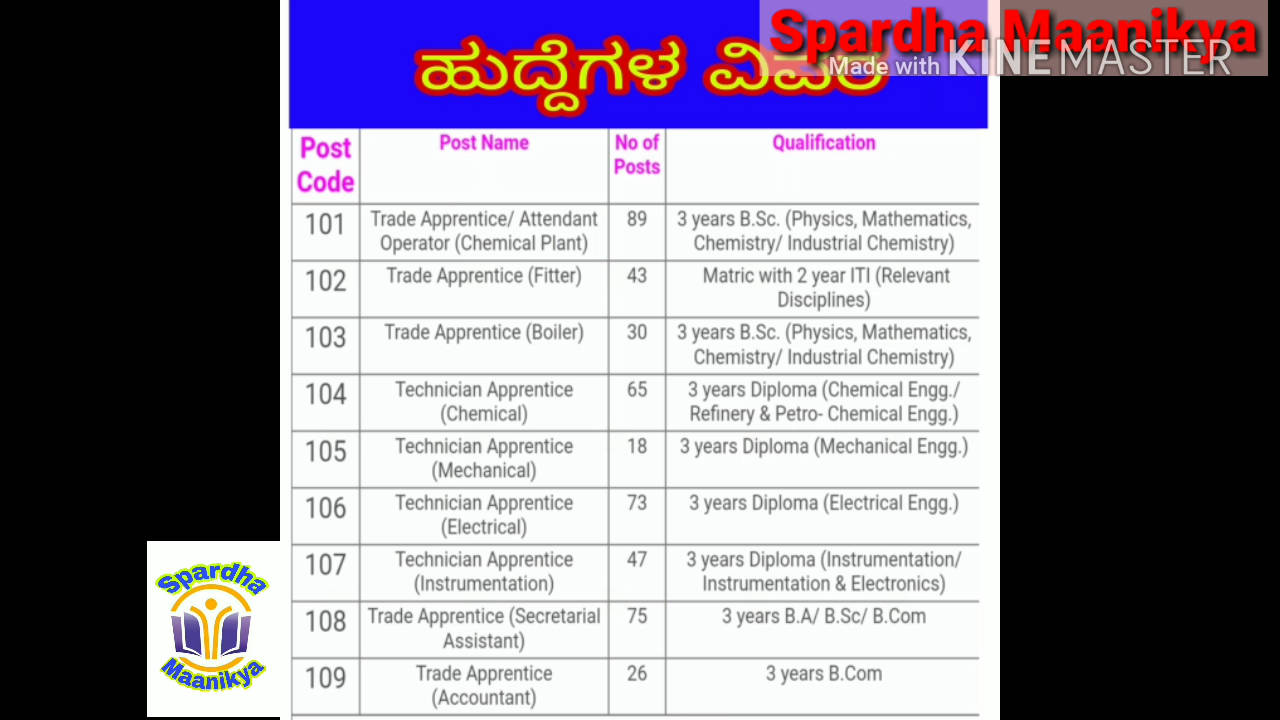 Spardha Maanikya
Made with KINEMASTER
ಹುದ್ದೆಗಳ ವಿವರ
Post Code | Post Name | No of Posts | Qualification
101 | Trade Apprentice/ Attendant Operator (Chemical Plant) | 89 | 3 years B.Sc. (Physics, Mathematics, Chemistry/ Industrial Chemistry)
102 | Trade Apprentice (Fitter) | 43 | Matric with 2 year ITI (Relevant Disciplines)
103 | Trade Apprentice (Boiler) | 30 | 3 years B.Sc. (Physics, Mathematics, Chemistry/ Industrial Chemistry)
104 | Technician Apprentice (Chemical) | 65 | 3 years Diploma (Chemical Engg./ Refinery & Petro- Chemical Engg.)
105 | Technician Apprentice (Mechanical) | 18 | 3 years Diploma (Mechanical Engg.)
106 | Technician Apprentice (Electrical) | 73 | 3 years Diploma (Electrical Engg.)
107 | Technician Apprentice (Instrumentation) | 47 | 3 years Diploma (Instrumentation/ Instrumentation & Electronics)
108 | Trade Apprentice (Secretarial Assistant) | 75 | 3 years B.A/ B.Sc/ B.Com
109 | Trade Apprentice (Accountant) | 26 | 3 years B.Com
Spardha
Maanikya